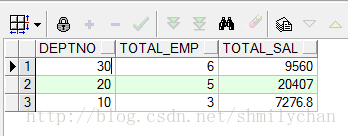 DEPTNO TOTAL_EMP TOTAL_SAL
1 30 6 9560
2 20 5 20407
3 10 3 7276.8
http://blog.csdn.net/shmilychan